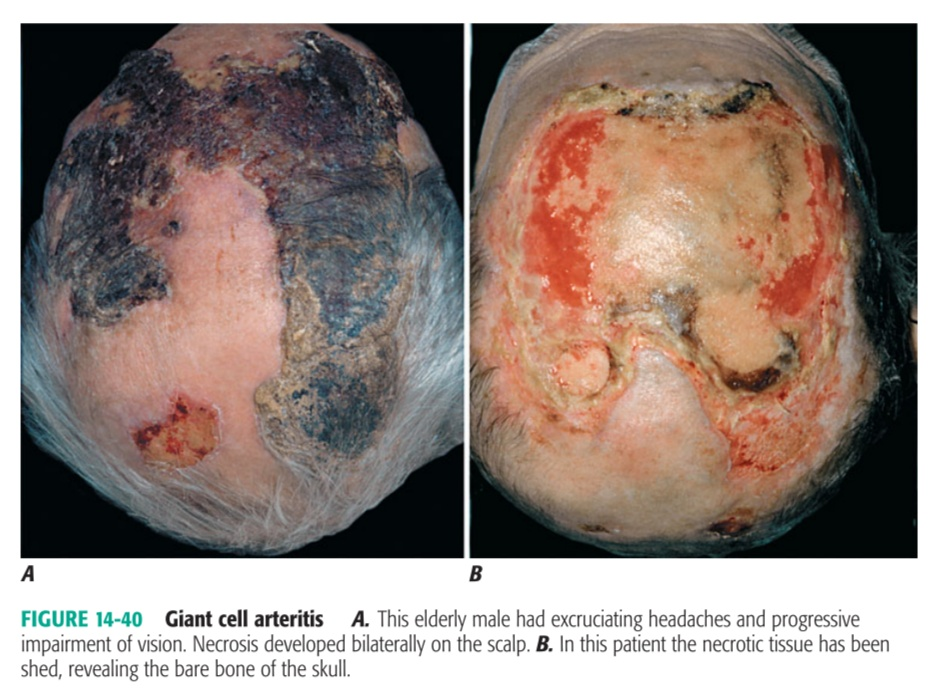 A
B
FIGURE 14-40 Giant cell arteritis A. This elderly male had excruciating headaches and progressive
impairment of vision. Necrosis developed bilaterally on the scalp. B. In this patient the necrotic tissue has been
shed, revealing the bare bone of the skull.